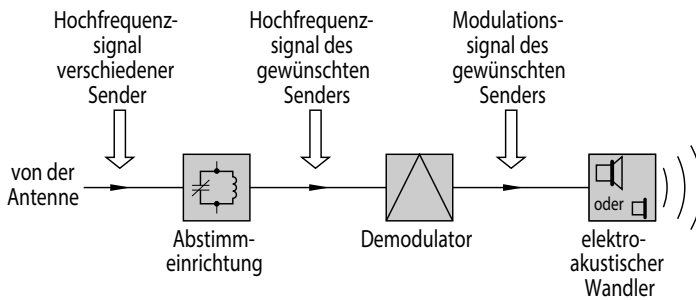 Hochfrequenz-
signal
verschiedener
Sender
Hochfrequenz-
signal des
gewünschten
Senders
Modulations-
signal des
gewünschten
Senders
von der
Antenne
oder
Abstimm-
einrichtung
Demodulator
elektro-
akustischer
Wandler